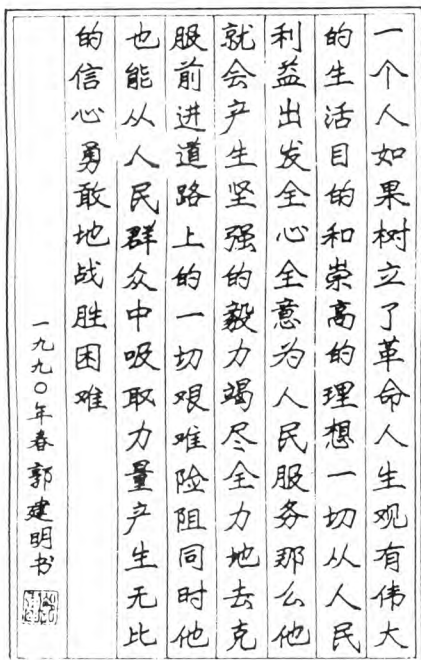 一个人如果树立了革命人生观有伟大
的生活目的和崇高的理想一切从人民
利益出发全心全意为人民服务那么他
就会产生坚强的毅力竭尽全力地去克
服前进道路上的一切艰难险阻同时他
也能从人民群众中吸取力量产生无比
的信心勇敢地战胜困难
一九九〇年春郭建明书